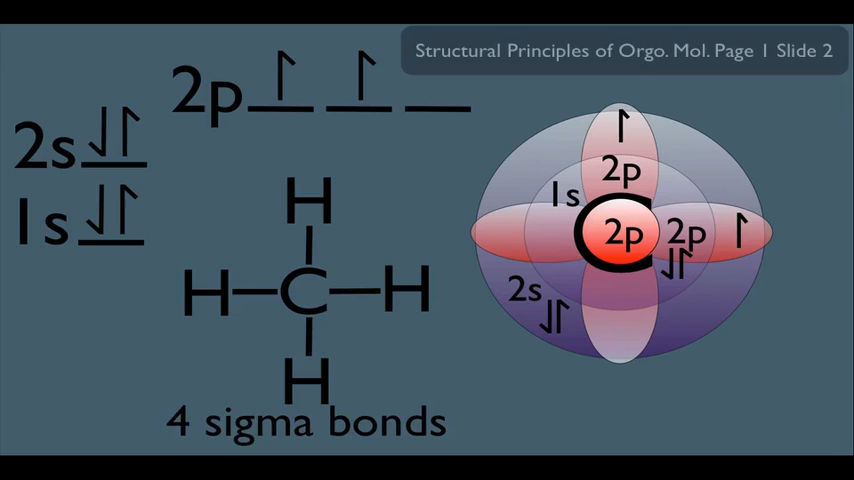 Structural Principles of Orgo. Mol. Page 1 Slide 2
2p ↾ ↾
2s ⇃↾
1s ⇃↾
H
H C H
H
4 sigma bonds
↾
2p
1s
C
2p
2p ↾
⇃↾
2s
⇃↾